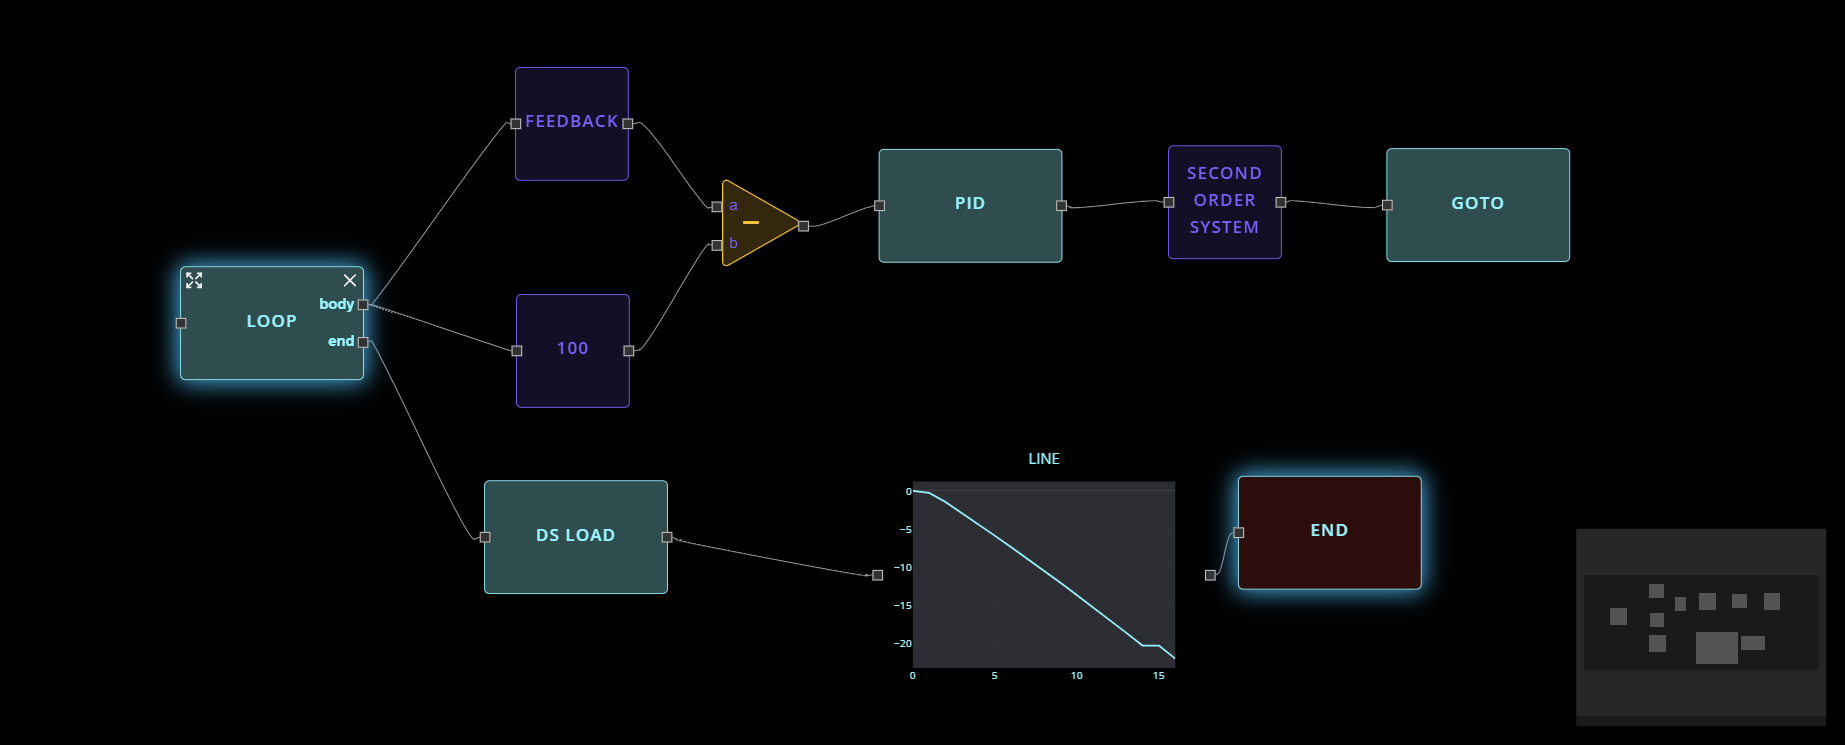 FEEDBACK
a
b
PID
SECOND
ORDER
SYSTEM
GOTO
LOOP
body
end
100
DS LOAD
LINE
0
−5
−10
−15
−20
0
5
10
15
END